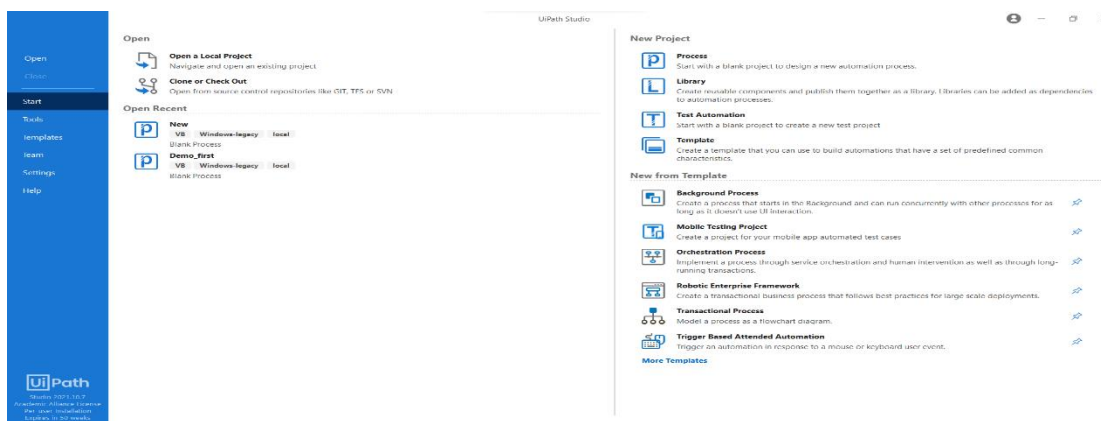 UiPath Studio
Open
Close
Start
Tools
Templates
Team
Settings
Help
UiPath
Studio 2021.10.7
Academic Alliance License
Per user Installation
Expires in 50 weeks
Open
Open a Local Project
Navigate and open an existing project
Clone or Check Out
Open from source control repositories like GIT, TFS or SVN
Open Recent
New
VB Windows-legacy local
Blank Process
Demo_first
VB Windows-legacy local
Blank Process
New Project
Process
Start with a blank project to design a new automation process.
Library
Create reusable components and publish them together as a library. Libraries can be added as dependencies
to automation processes.
Test Automation
Start with a blank project to create a new test project
Template
Create a template that you can use to build automations that have a set of predefined common
characteristics.
New from Template
Background Process
Create a process that starts in the Background and can run concurrently with other processes for as
long as it doesn't use UI Interaction.
Mobile Testing Project
Create a project for your mobile app automated test cases
Orchestration Process
Implement a process through service orchestration and human intervention as well as through long-
running transactions.
Robotic Enterprise Framework
Create a transactional business process that follows best practices for large scale deployments.
Transactional Process
Model a process as a flowchart diagram.
Trigger Based Attended Automation
Trigger an automation in response to a mouse or keyboard user event.
More Templates